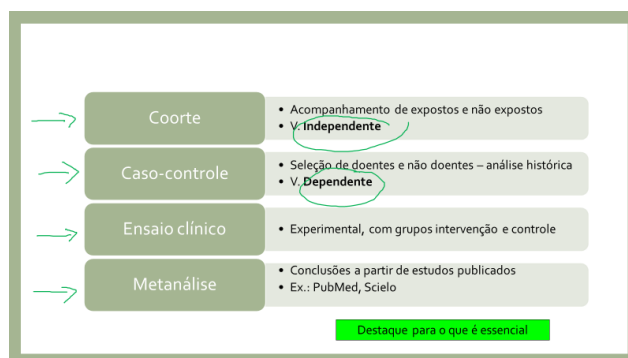 Coorte
• Acompanhamento de expostos e não expostos
• V. Independente
Caso-controle
• Seleção de doentes e não doentes – análise histórica
• V. Dependente
Ensaio clínico
• Experimental, com grupos intervenção e controle
Metanálise
• Conclusões a partir de estudos publicados
• Ex.: PubMed, Scielo
Destaque para o que é essencial